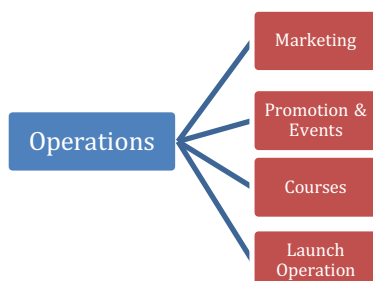 Operations
Marketing
Promotion &
Events
Courses
Launch
Operation